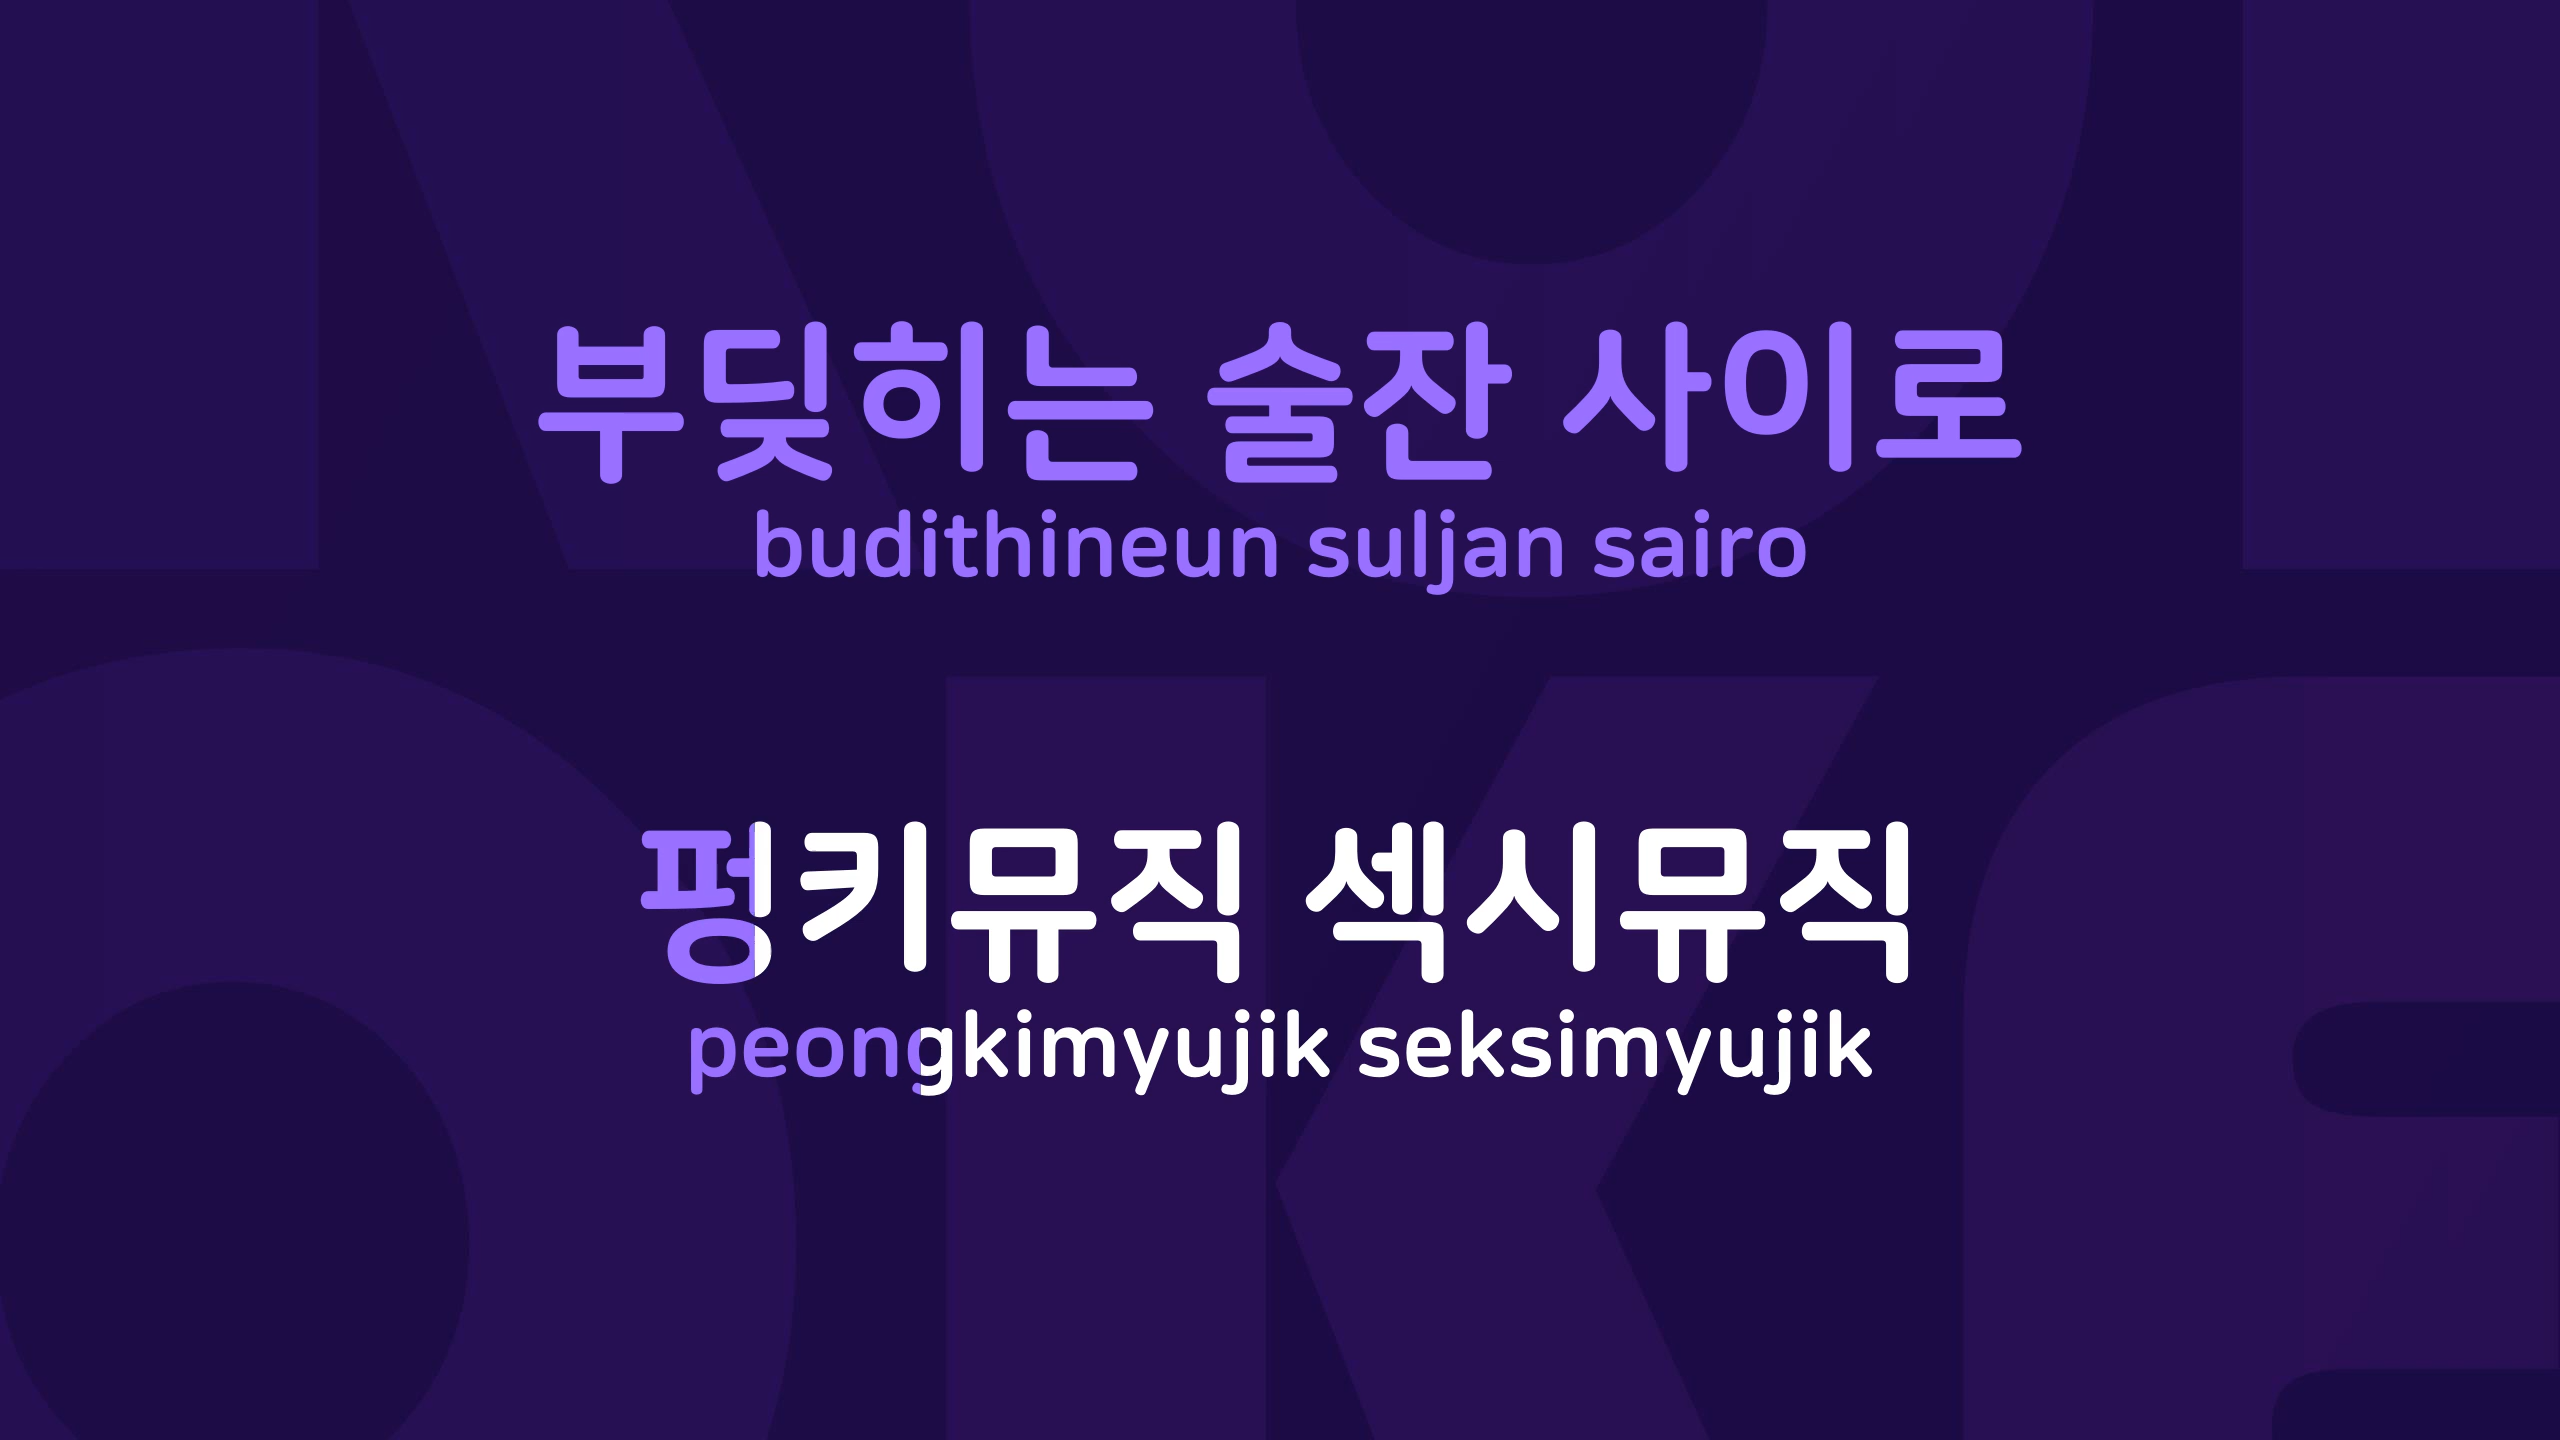 부딪히는 술잔 사이로
budithineun suljan sairo
펑키뮤직 섹시뮤직
peongkimyujik seksimyujik